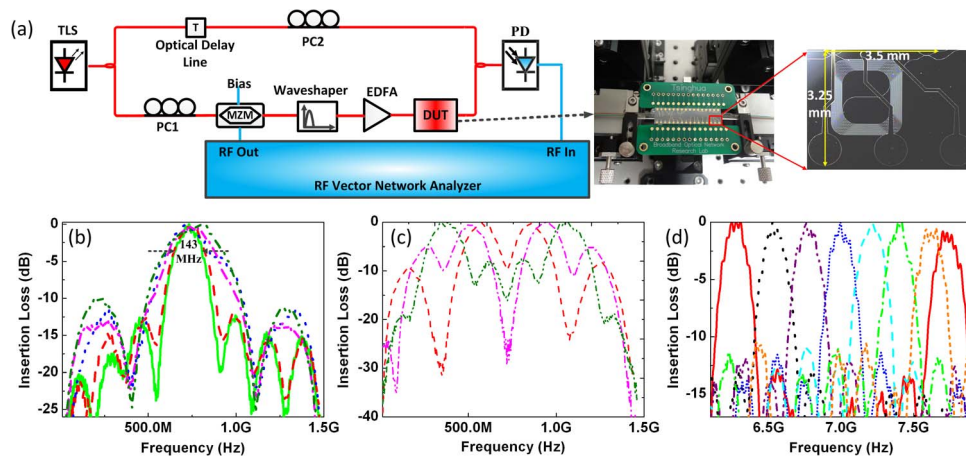 (a)
TLS
T
Optical Delay
Line
PC2
PD
PC1
Bias
MZM
Waveshaper
EDFA
DUT
RF Out
RF In
RF Vector Network Analyzer
Tsinghua
Broadband Optical Network
Research Lab
3.5 mm
3.25
mm
(b)
143
MHz
Insertion Loss (dB)
0
-5
-10
-15
-20
-25
500.0M
1.0G
1.5G
Frequency (Hz)
(c)
Insertion Loss (dB)
0
-10
-20
-30
-40
500.0M
1.0G
1.5G
Frequency (Hz)
(d)
Insertion Loss (dB)
0
-5
-10
-15
6.5G
7.0G
7.5G
Frequency (Hz)